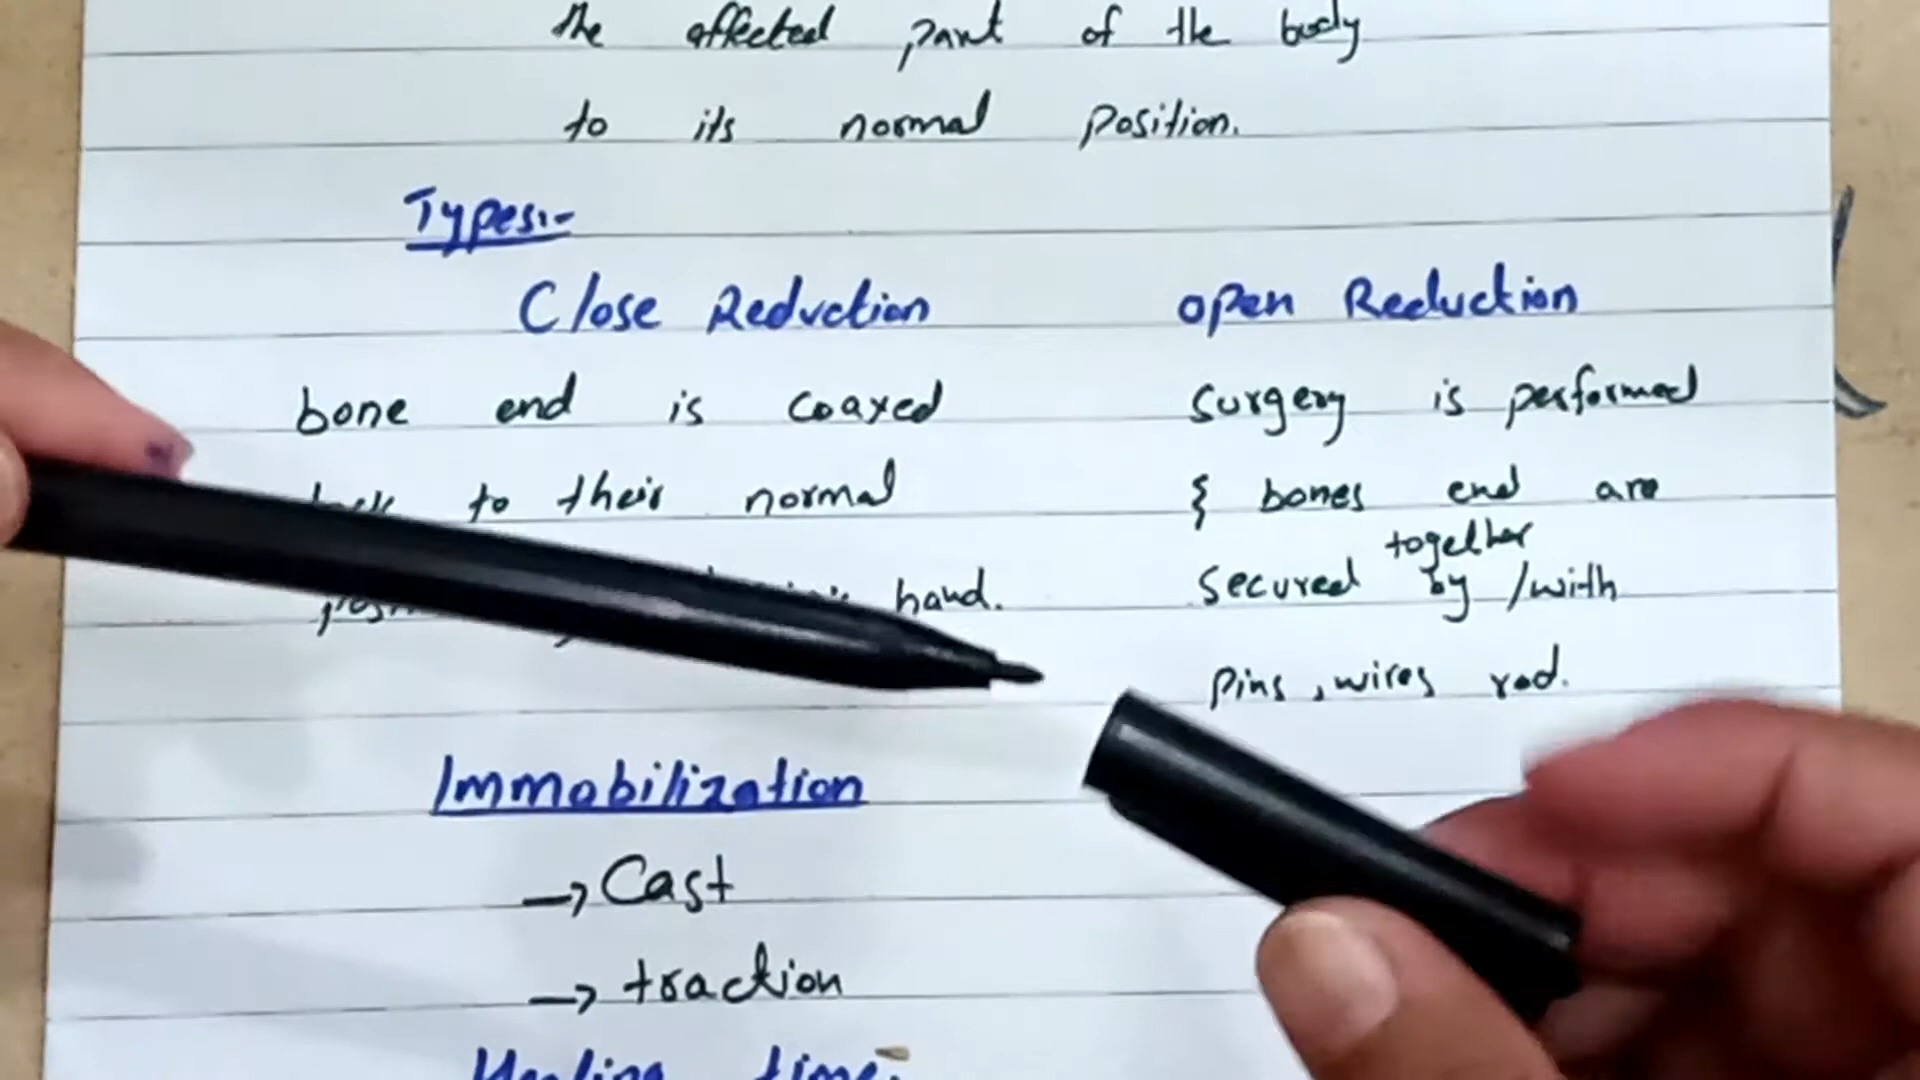 the affected part of the body
to its normal position.
Types:-
Close Reduction
bone end is coaxed
to their normal
hand.
open Reduction
surgery is performed
& bones end are
together
secured by /with
pins, wires rod.
Immobilization
→ Cast
→ traction
Healing time: